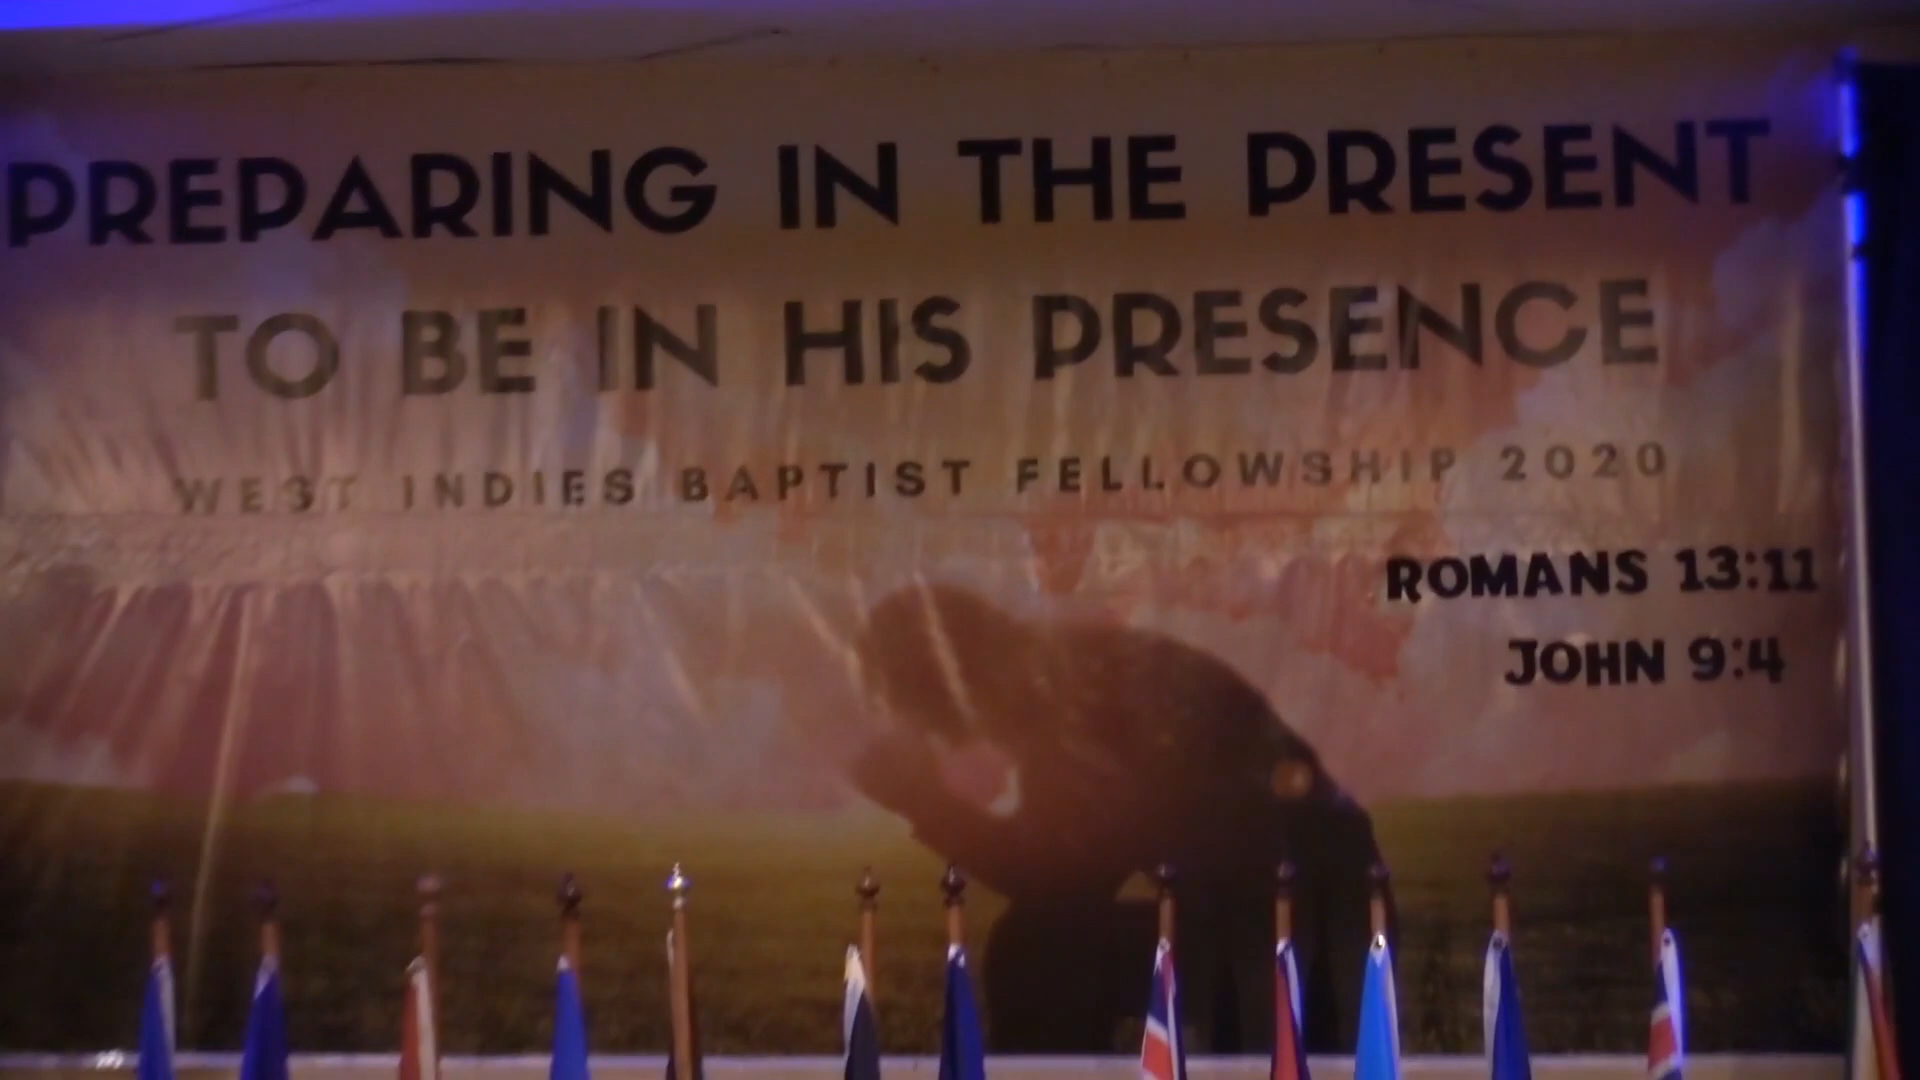 PREPARING IN THE PRESENT
TO BE IN HIS PRESENCE
WEST INDIES BAPTIST FELLOWSHIP 2020
ROMANS 13:11
JOHN 9:4